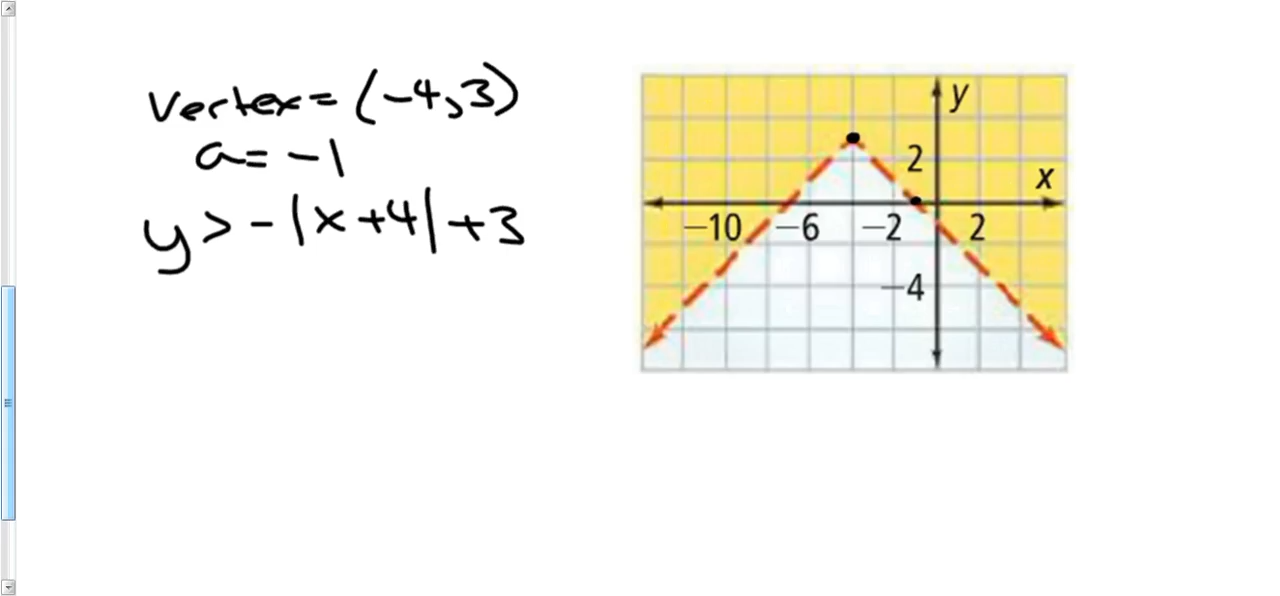 vertex = (-4,3)
a = -1
y > -|x+4|+3
y
2
x
−10 −6 −2 2
−4